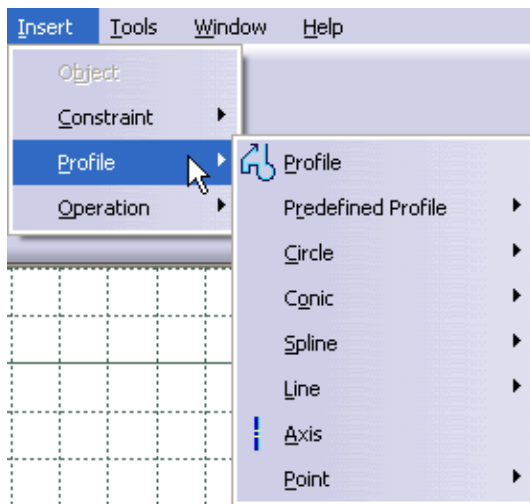 Insert Tools Window Help
Object
Constraint
Profile
Operation
Profile
Predefined Profile
Circle
Conic
Spline
Line
Axis
Point